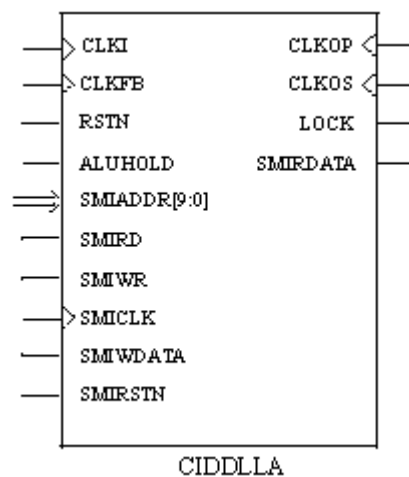 CLKI CLKOP
CLKFB CLKOS
RSTN LOCK
ALUHOLD SMIRDATA
SMIADDR[9:0]
SMIRD
SMIWR
SMICLK
SMIWDATA
SMIRSTN
CIDDLLA